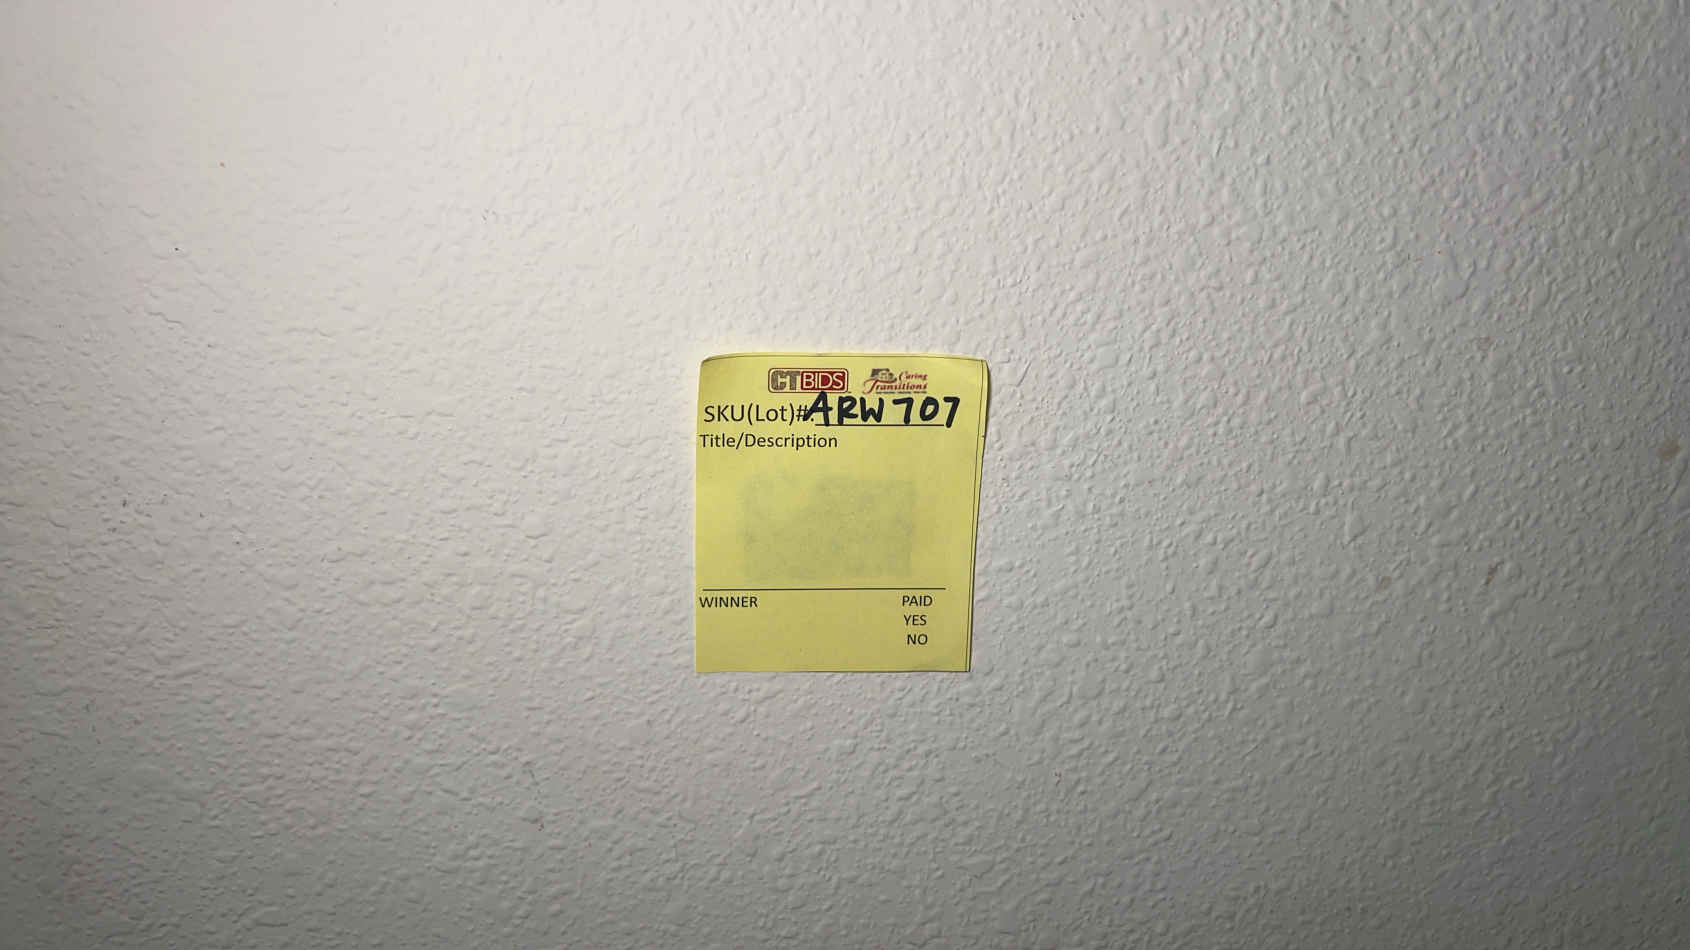 CTBIDS Caring Transitions
SKU(Lot)#: ARW707
Title/Description
WINNER PAID
YES
NO